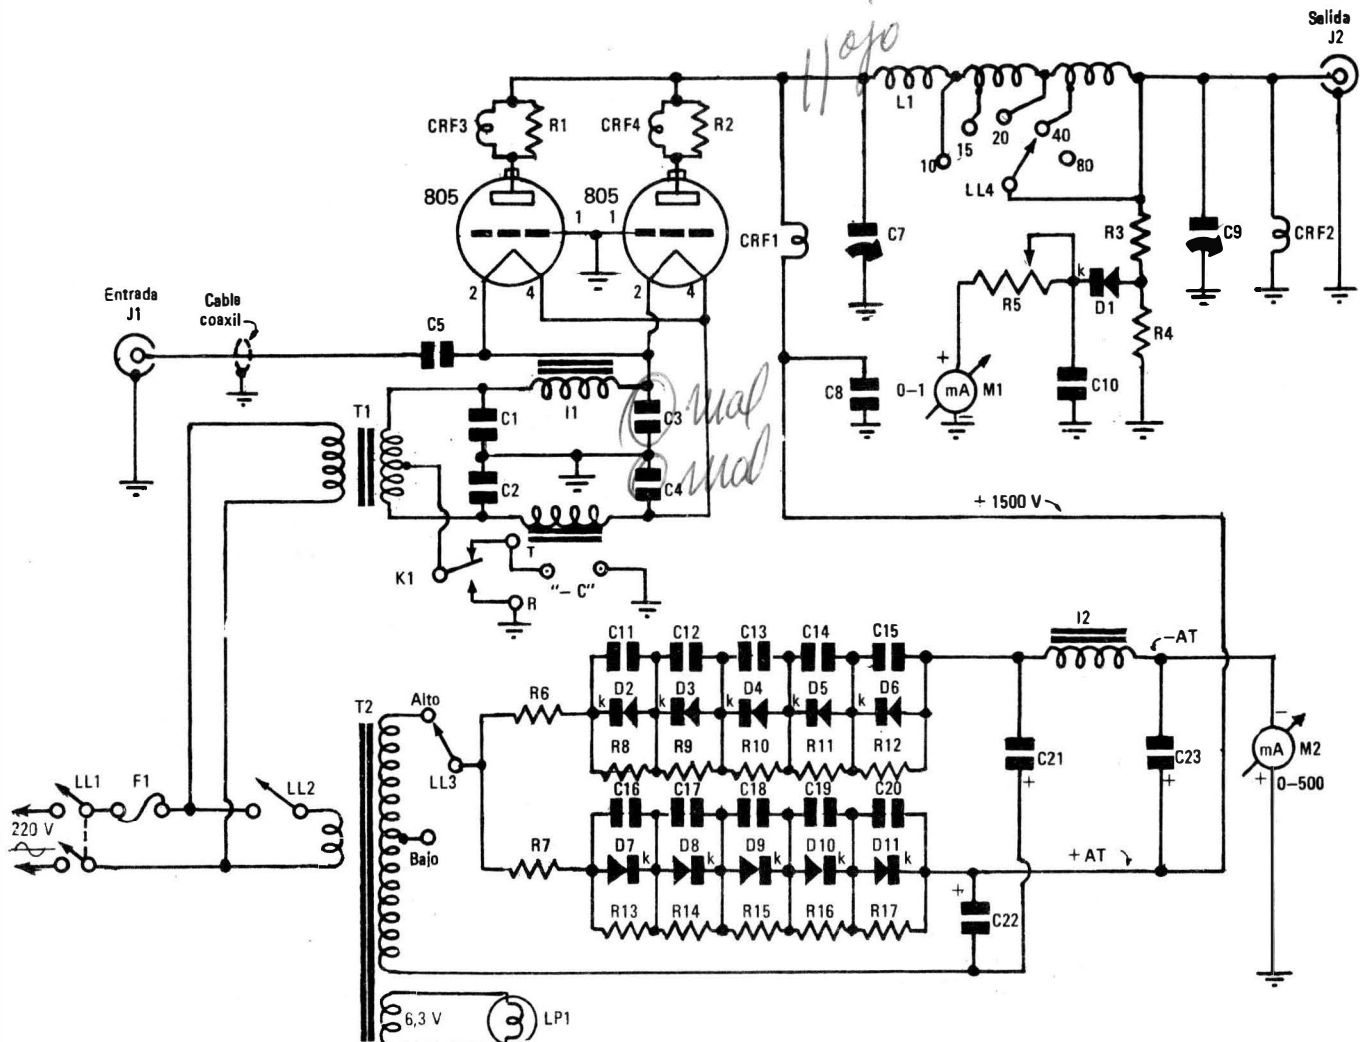 !! ojo
Salida
J2
L1
CRF3
R1
CRF4
R2
805
805
1
1
2
4
2
4
CRF1
C7
10
15
20
40
80
LL4
R3
C9
CRF2
k
D1
R5
R4
+
0-1
mA
M1
−
C10
C8
Entrada
J1
Cable
coaxil
C5
I1
C1
C3
mal
C2
C4
mal
T1
+ 1500 V
K1
T
"– C"
R
C11
C12
C13
C14
C15
I2
–AT
k
D2
k
D3
k
D4
k
D5
k
D6
R6
R8
R9
R10
R11
R12
T2
Alto
LL3
Bajo
C21
+
C23
+
−
mA
M2
+
0-500
LL1
F1
LL2
220 V
C16
C17
C18
C19
C20
D7
k
D8
k
D9
k
D10
k
D11
k
R7
+ AT
R13
R14
R15
R16
R17
+
C22
6,3 V
LP1